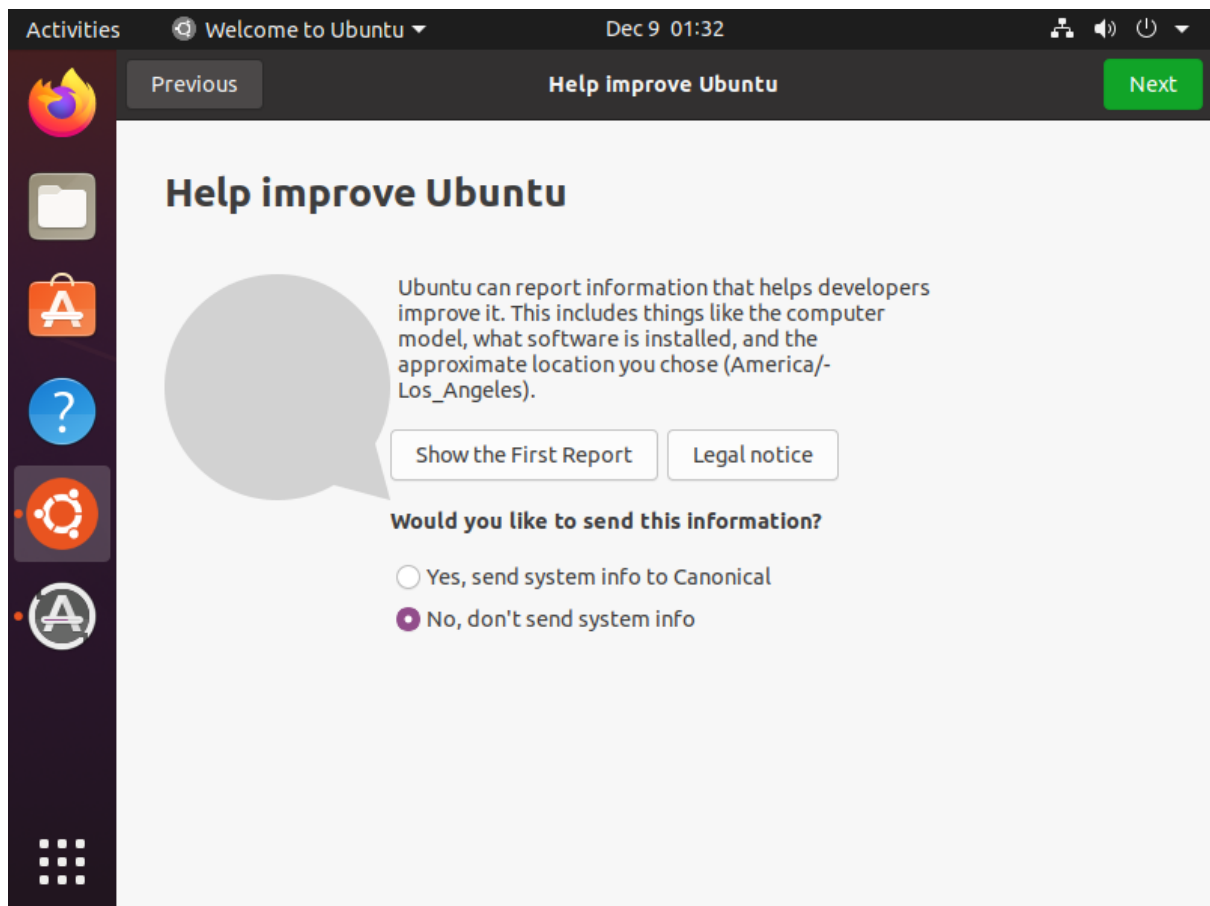 Activities
Welcome to Ubuntu
Dec 9 01:32
Previous
Help improve Ubuntu
Next
Help improve Ubuntu
Ubuntu can report information that helps developers
improve it. This includes things like the computer
model, what software is installed, and the
approximate location you chose (America/-
Los_Angeles).
Show the First Report
Legal notice
Would you like to send this information?
Yes, send system info to Canonical
No, don't send system info